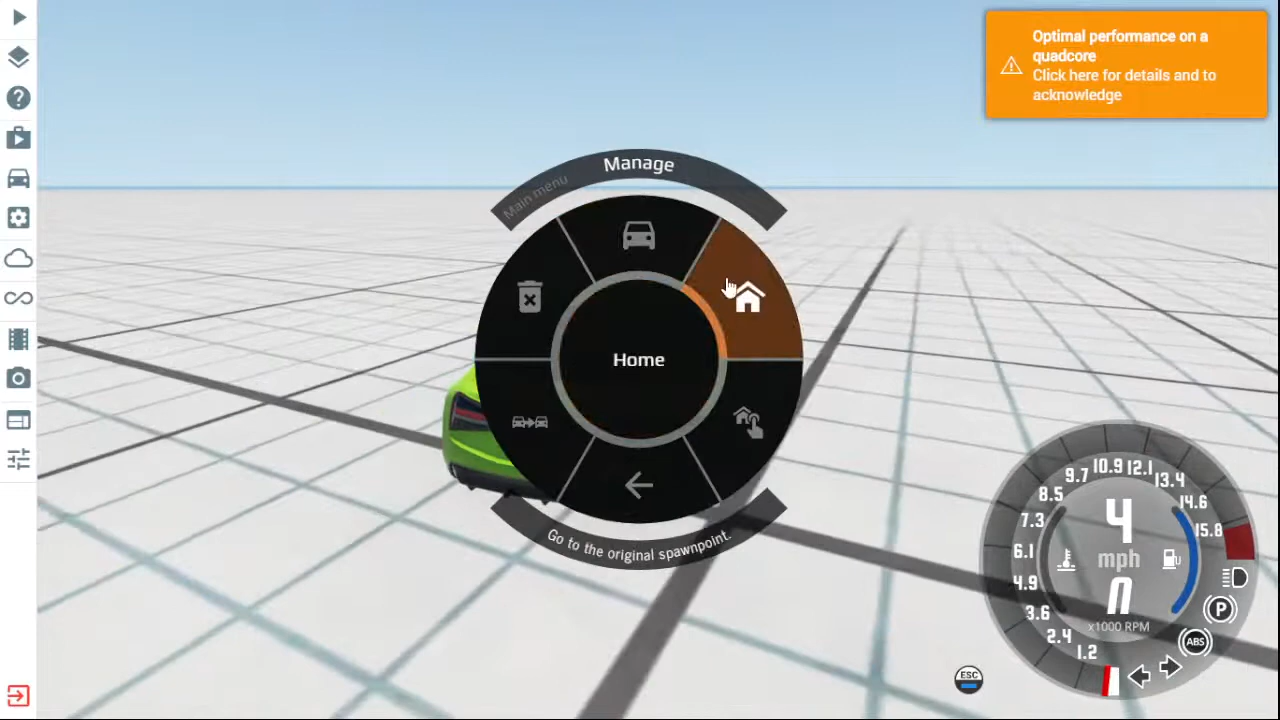 Optimal performance on a
quadcore
Click here for details and to
acknowledge
Manage
Main menu
Home
Go to the original spawnpoint.
1.2
2.4
3.6
4.9
6.1
7.3
8.5
9.7
10.9
12.1
13.4
14.6
15.8
4
mph
n
x1000 RPM
P
ABS
ESC